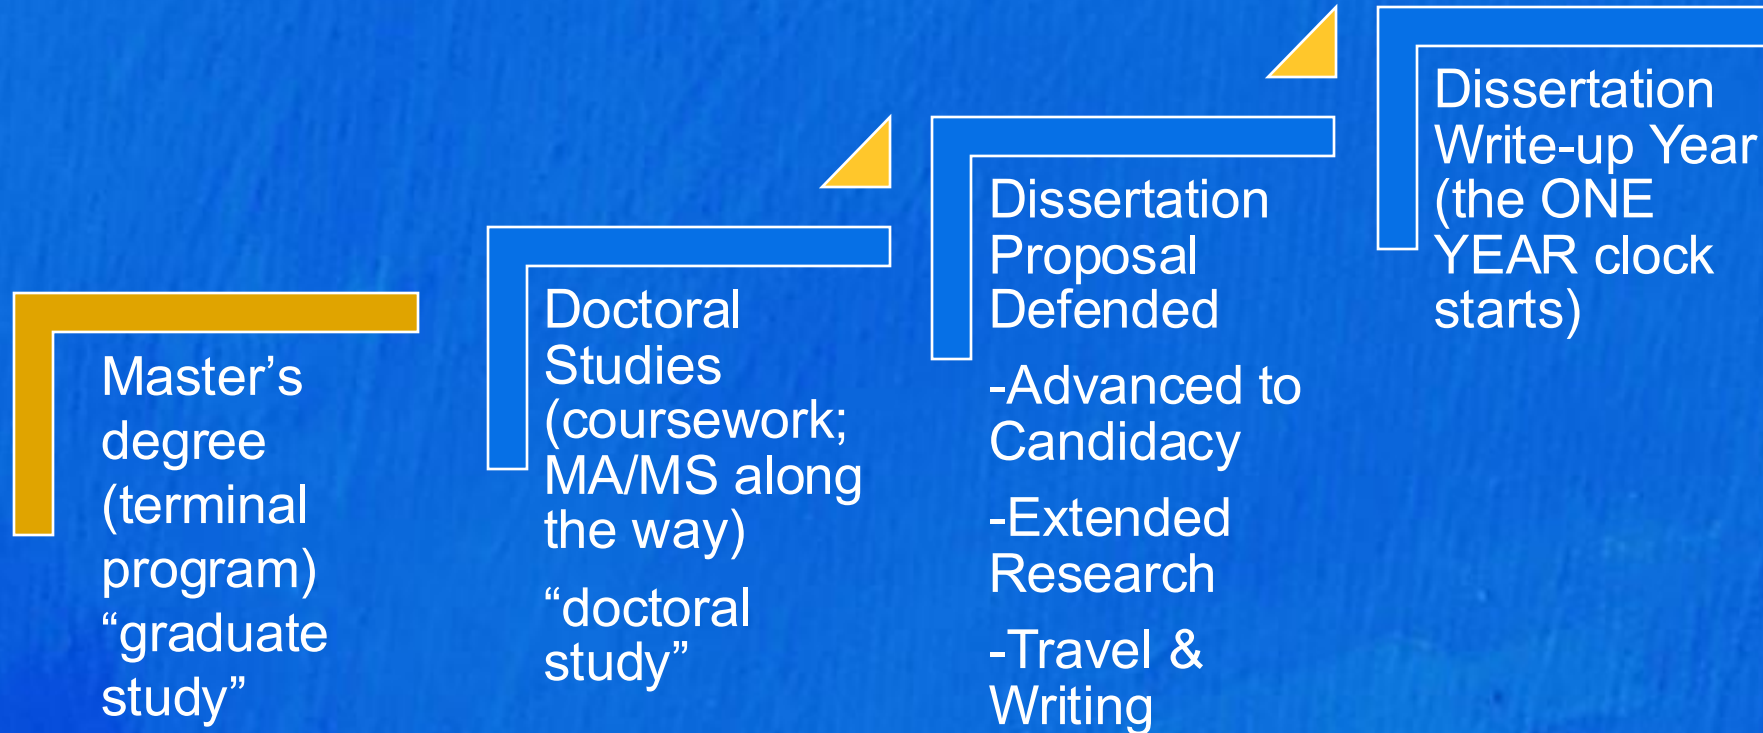 Master’s
degree
(terminal
program)
“graduate
study”
Doctoral
Studies
(coursework;
MA/MS along
the way)
“doctoral
study”
Dissertation
Proposal
Defended
-Advanced to
Candidacy
-Extended
Research
-Travel &
Writing
Dissertation
Write-up Year
(the ONE
YEAR clock
starts)